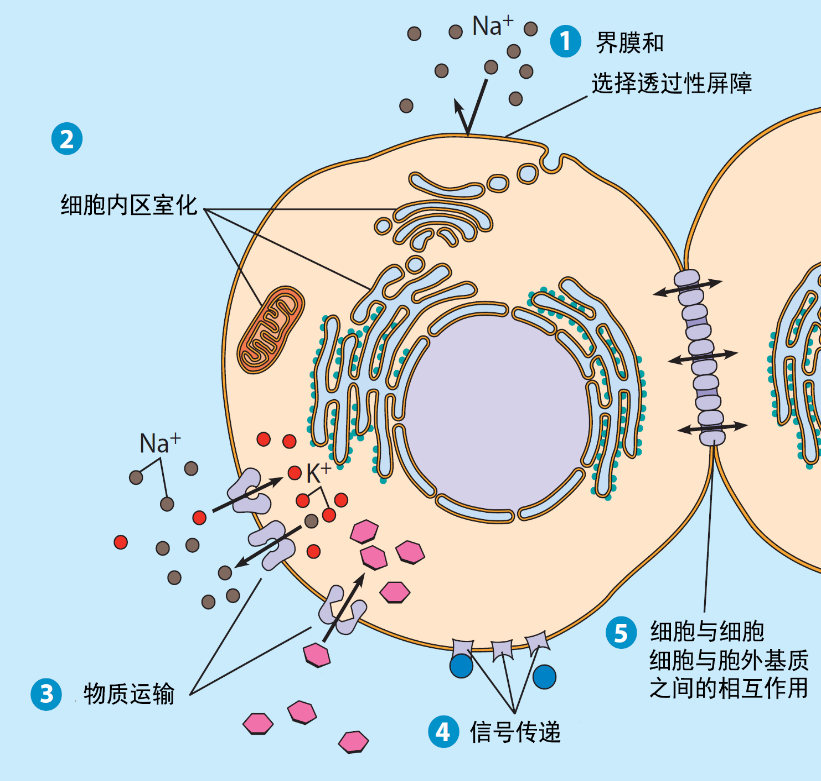 Na⁺
1 界膜和
选择透过性屏障
2
细胞内区室化
Na⁺
K⁺
3 物质运输
4 信号传递
5 细胞与细胞
细胞与胞外基质
之间的相互作用